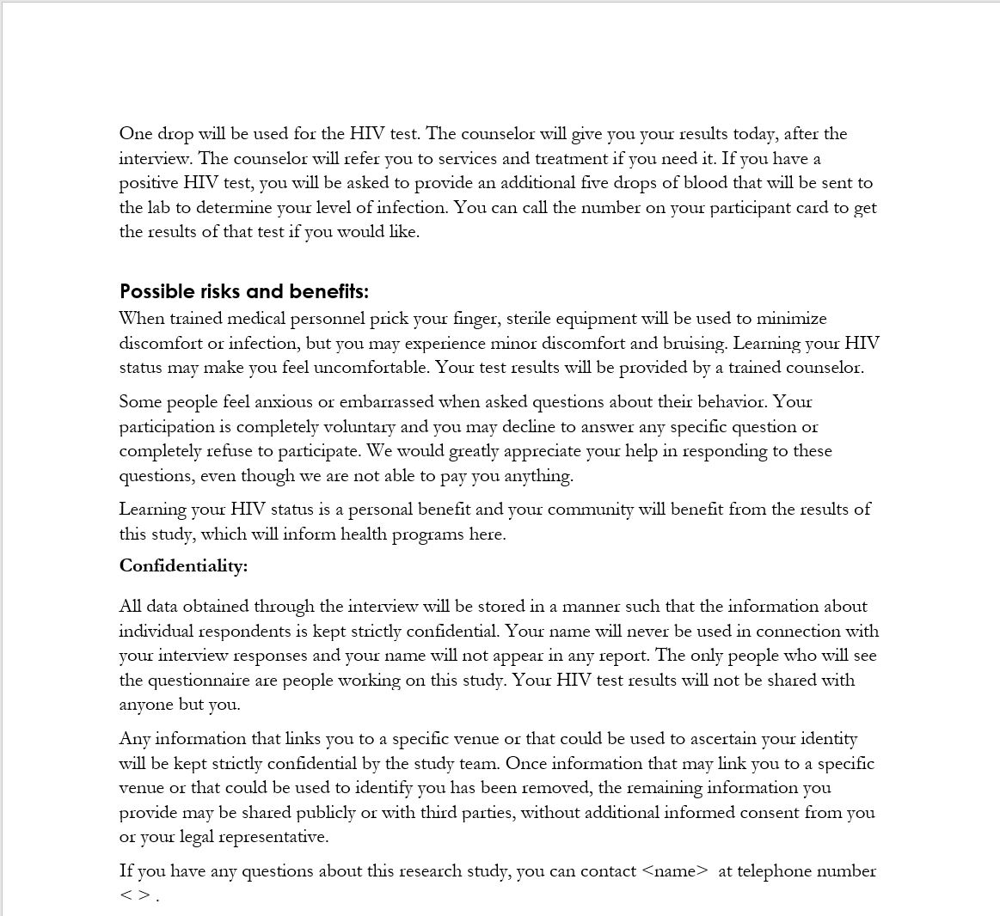 One drop will be used for the HIV test. The counselor will give you your results today, after the
interview. The counselor will refer you to services and treatment if you need it. If you have a
positive HIV test, you will be asked to provide an additional five drops of blood that will be sent to
the lab to determine your level of infection. You can call the number on your participant card to get
the results of that test if you would like.
Possible risks and benefits:
When trained medical personnel prick your finger, sterile equipment will be used to minimize
discomfort or infection, but you may experience minor discomfort and bruising. Learning your HIV
status may make you feel uncomfortable. Your test results will be provided by a trained counselor.
Some people feel anxious or embarrassed when asked questions about their behavior. Your
participation is completely voluntary and you may decline to answer any specific question or
completely refuse to participate. We would greatly appreciate your help in responding to these
questions, even though we are not able to pay you anything.
Learning your HIV status is a personal benefit and your community will benefit from the results of
this study, which will inform health programs here.
Confidentiality:
All data obtained through the interview will be stored in a manner such that the information about
individual respondents is kept strictly confidential. Your name will never be used in connection with
your interview responses and your name will not appear in any report. The only people who will see
the questionnaire are people working on this study. Your HIV test results will not be shared with
anyone but you.
Any information that links you to a specific venue or that could be used to ascertain your identity
will be kept strictly confidential by the study team. Once information that may link you to a specific
venue or that could be used to identify you has been removed, the remaining information you
provide may be shared publicly or with third parties, without additional informed consent from you
or your legal representative.
If you have any questions about this research study, you can contact <name> at telephone number
< > .